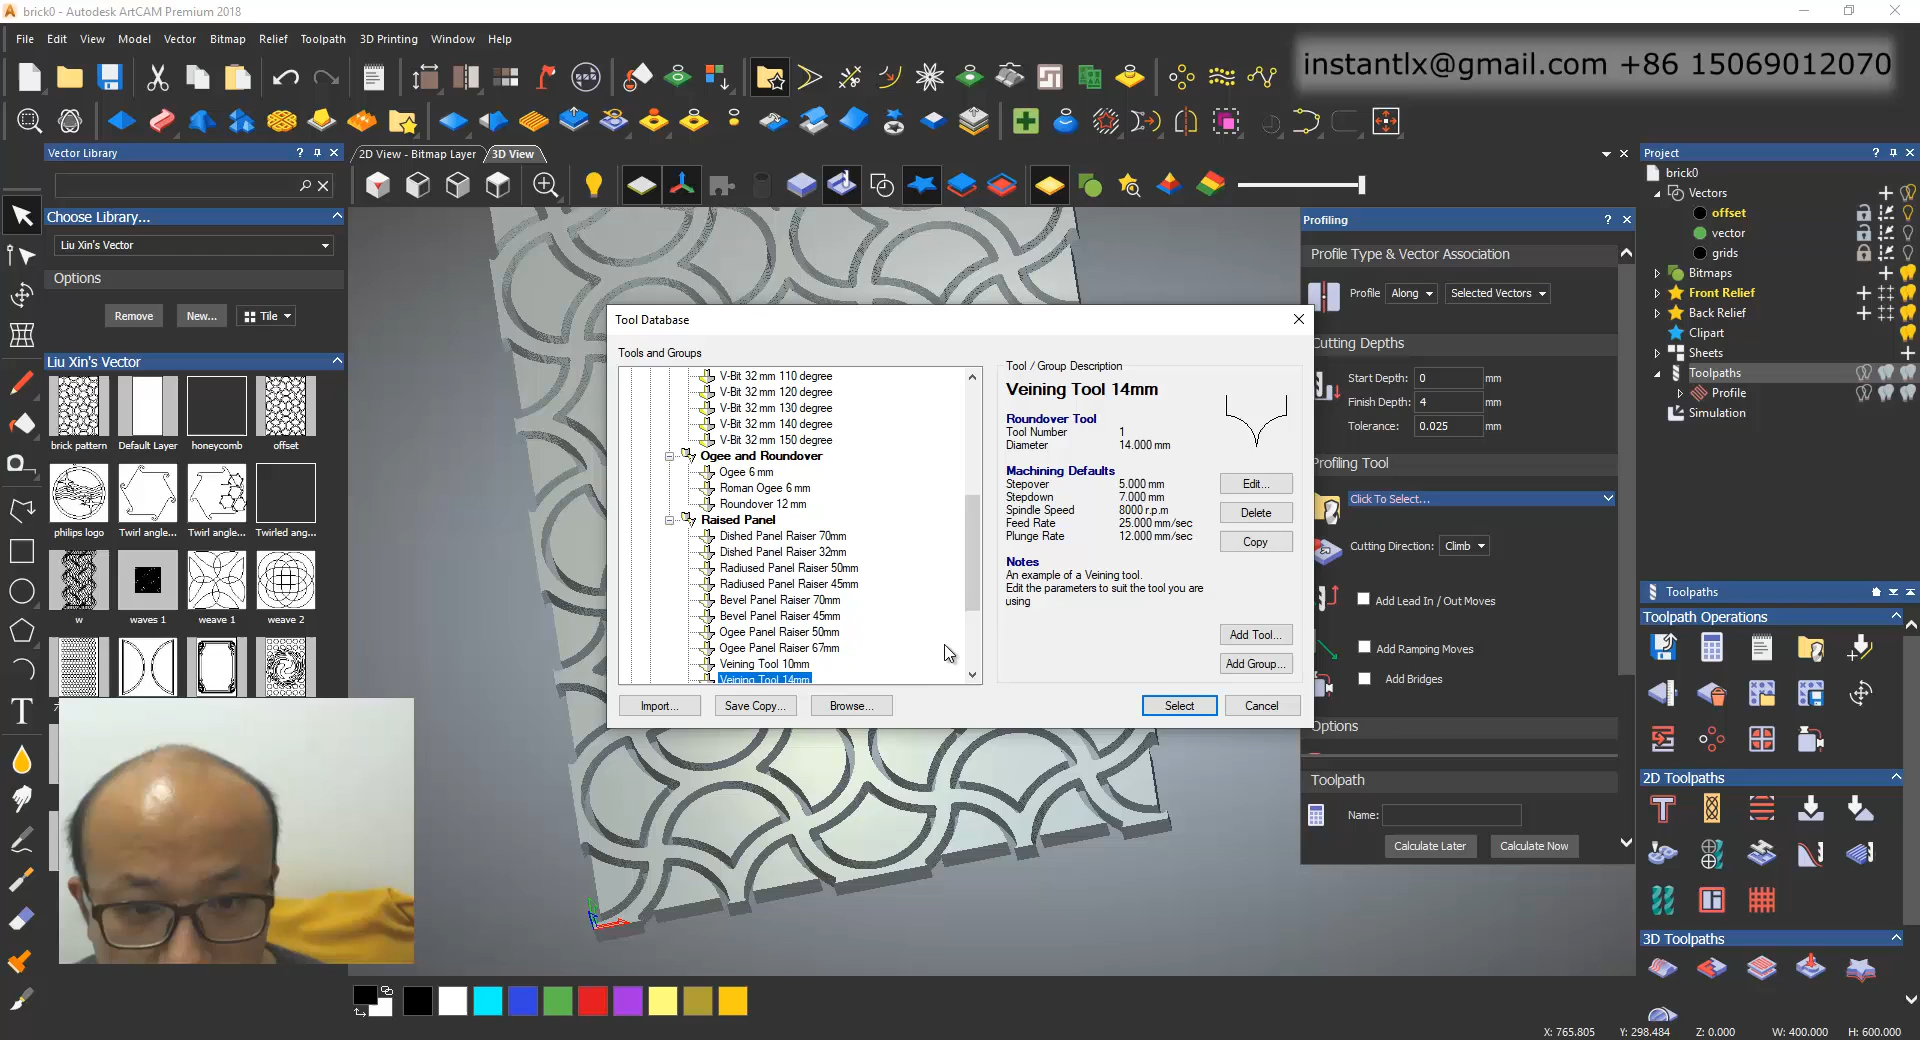 brick0 - Autodesk ArtCAM Premium 2018
File Edit View Model Vector Bitmap Relief Toolpath 3D Printing Window Help
instantlx@gmail.com +86 15069012070
Vector Library
Choose Library...
Liu Xin's Vector
Options
Remove New... Tile
Liu Xin's Vector
brick pattern Default Layer honeycomb offset
philips logo Twirl angle... Twirl angle... Twirled ang...
w waves 1 weave 1 weave 2
2D View - Bitmap Layer 3D View
Tool Database
Tools and Groups
V-Bit 32 mm 110 degree
V-Bit 32 mm 120 degree
V-Bit 32 mm 130 degree
V-Bit 32 mm 140 degree
V-Bit 32 mm 150 degree
Ogee and Roundover
Ogee 6 mm
Roman Ogee 6 mm
Roundover 12 mm
Raised Panel
Dished Panel Raiser 70mm
Dished Panel Raiser 32mm
Radiused Panel Raiser 50mm
Radiused Panel Raiser 45mm
Bevel Panel Raiser 70mm
Bevel Panel Raiser 45mm
Ogee Panel Raiser 50mm
Ogee Panel Raiser 67mm
Veining Tool 10mm
Veining Tool 14mm
Import... Save Copy... Browse...
Tool / Group Description
Veining Tool 14mm
Roundover Tool
Tool Number 1
Diameter 14.000 mm
Machining Defaults
Stepover 5.000 mm
Stepdown 7.000 mm
Spindle Speed 8000 r.p.m
Feed Rate 25.000 mm/sec
Plunge Rate 12.000 mm/sec
Notes
An example of a Veining tool.
Edit the parameters to suit the tool you are
using
Edit...
Delete
Copy
Add Tool...
Add Group...
Select Cancel
Profiling
Profile Type & Vector Association
Profile Along Selected Vectors
Cutting Depths
Start Depth: 0 mm
Finish Depth: 4 mm
Tolerance: 0.025 mm
Profiling Tool
Click To Select...
Cutting Direction: Climb
Add Lead In / Out Moves
Add Ramping Moves
Add Bridges
Options
Toolpath
Name:
Calculate Later Calculate Now
Project
brick0
Vectors
offset
vector
grids
Bitmaps
Front Relief
Back Relief
Clipart
Sheets
Toolpaths
Profile
Simulation
Toolpaths
Toolpath Operations
2D Toolpaths
3D Toolpaths
X: 765.805 Y: 298.484 Z: 0.000 W: 400.000 H: 600.000